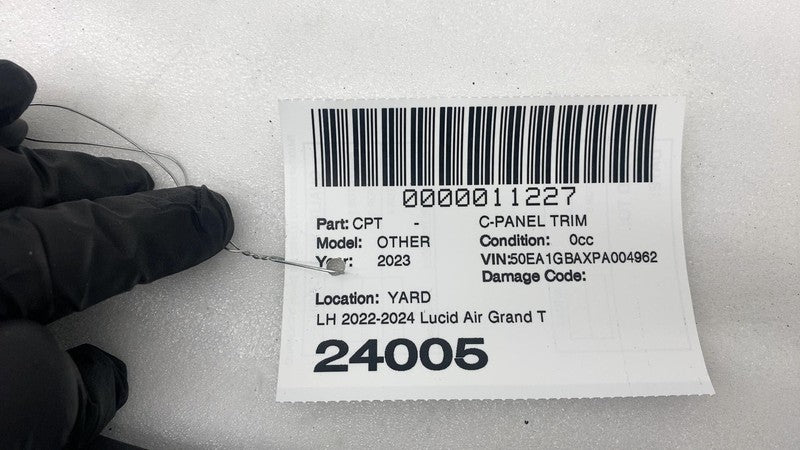 0000011227
Part: CPT - C-PANEL TRIM
Model: OTHER Condition: 0cc
Year: 2023 VIN:50EA1GBAXPA004962
Damage Code:
Location: YARD
LH 2022-2024 Lucid Air Grand T
24005